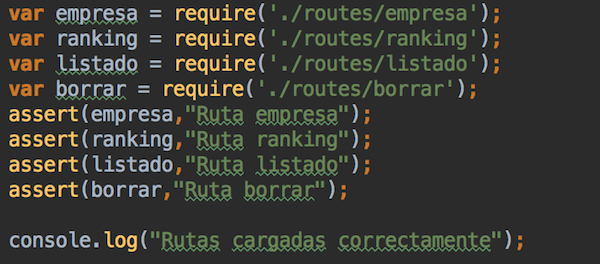 var empresa = require('./routes/empresa');
var ranking = require('./routes/ranking');
var listado = require('./routes/listado');
var borrar = require('./routes/borrar');
assert(empresa,"Ruta empresa");
assert(ranking,"Ruta ranking");
assert(listado,"Ruta listado");
assert(borrar,"Ruta borrar");
console.log("Rutas cargadas correctamente");